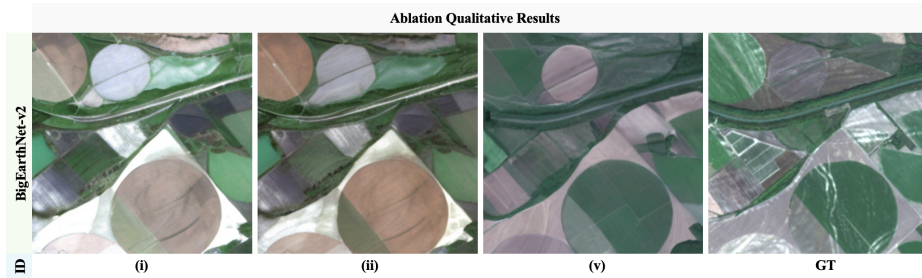 Ablation Qualitative Results
BigEarthNet-v2
ID
(i)
(ii)
(v)
GT